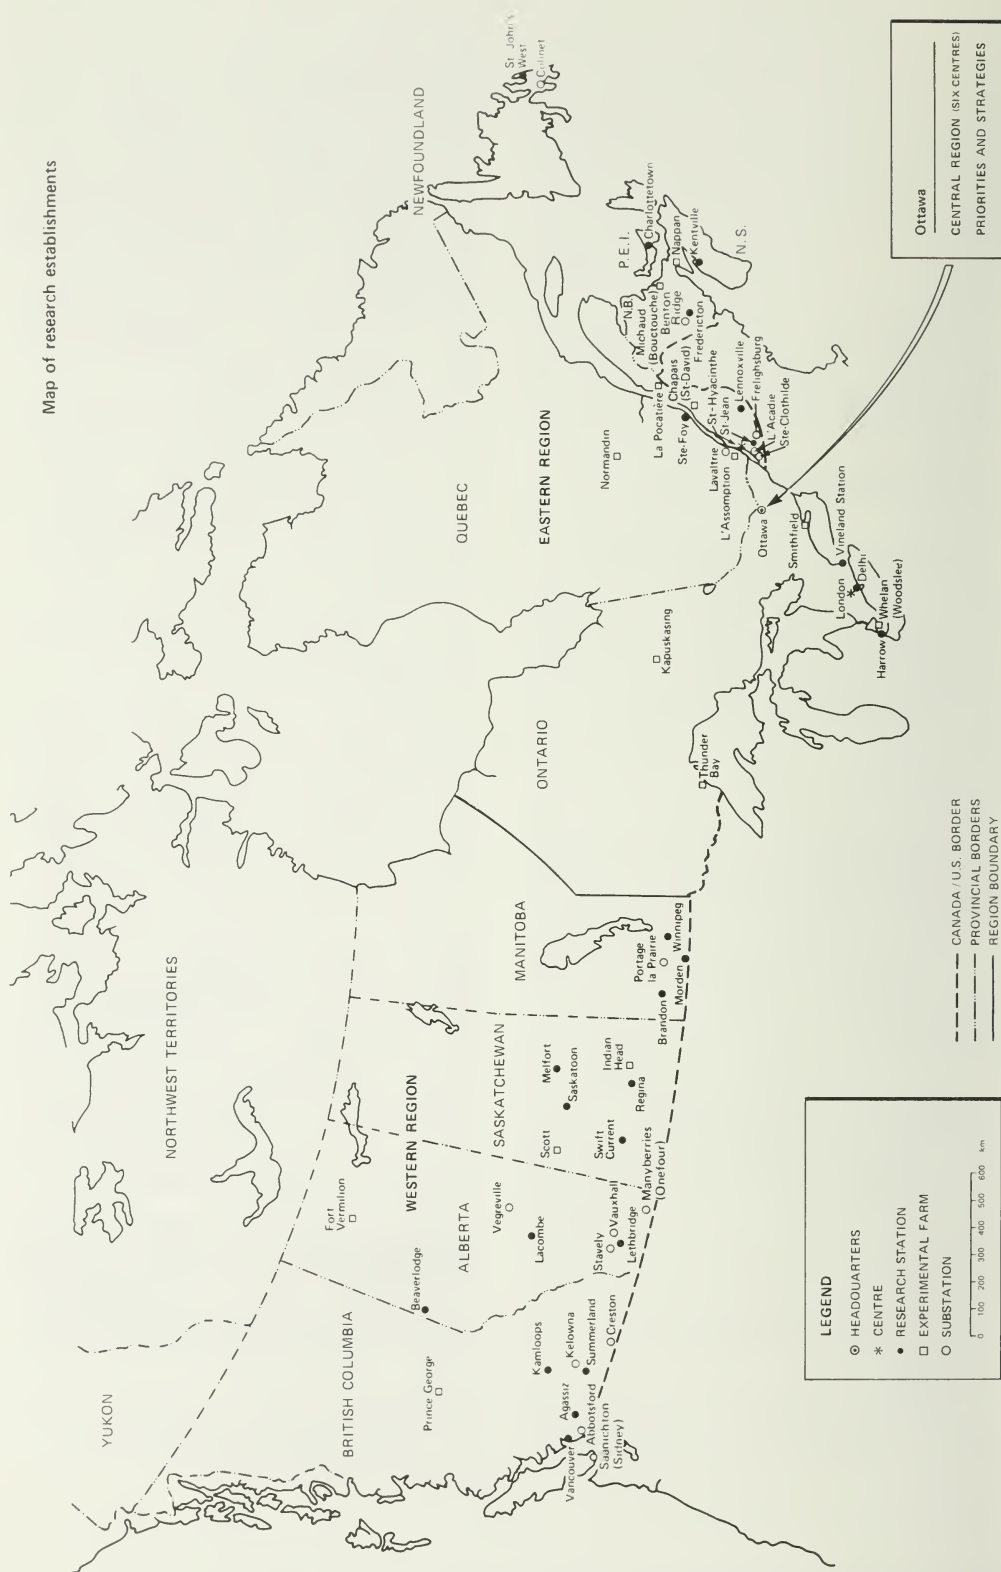 Map of research establishments
YUKON
NORTHWEST TERRITORIES
NEWFOUNDLAND
St John's
West
BRITISH COLUMBIA
Prince George
Kamloops
Kelowna
Summerland
Creston
Agassiz
Vancouver
Abbotsford
Saanichton
(Sidney)
WESTERN REGION
ALBERTA
Fort
Vermilion
Beaverlodge
Vegreville
Lacombe
Stavely
Vauxhall
Lethbridge
Manyberries
(Onefour)
SASKATCHEWAN
Scott
Melfort
Saskatoon
Swift
Current
Indian
Head
Regina
MANITOBA
Brandon
Portage
la Prairie
Morden
Winnipeg
ONTARIO
Thunder
Bay
Kapuskasing
Ottawa
Smithfield
Vineland Station
London
Delhi
Harrow
Whelan
(Woodslee)
QUEBEC
EASTERN REGION
Normandin
La Pocatière
Chapais
(St-David)
Ste-Foy
St-Hyacinthe
St-Jean
Lavaltrie
L'Assomption
Lennoxville
Frelighsburg
L'Acadie
Ste-Clothilde
N.B.
Michaud
(Bouctouche)
Benton
Ridge
Fredericton
P.E.I.
Charlottetown
Nappan
Kentville
N.S.
Ottawa
CENTRAL REGION (SIX CENTRES)
PRIORITIES AND STRATEGIES
LEGEND
HEADQUARTERS
CENTRE
RESEARCH STATION
EXPERIMENTAL FARM
SUBSTATION
0 100 200 300 400 500 600 km
CANADA / U.S. BORDER
PROVINCIAL BORDERS
REGION BOUNDARY